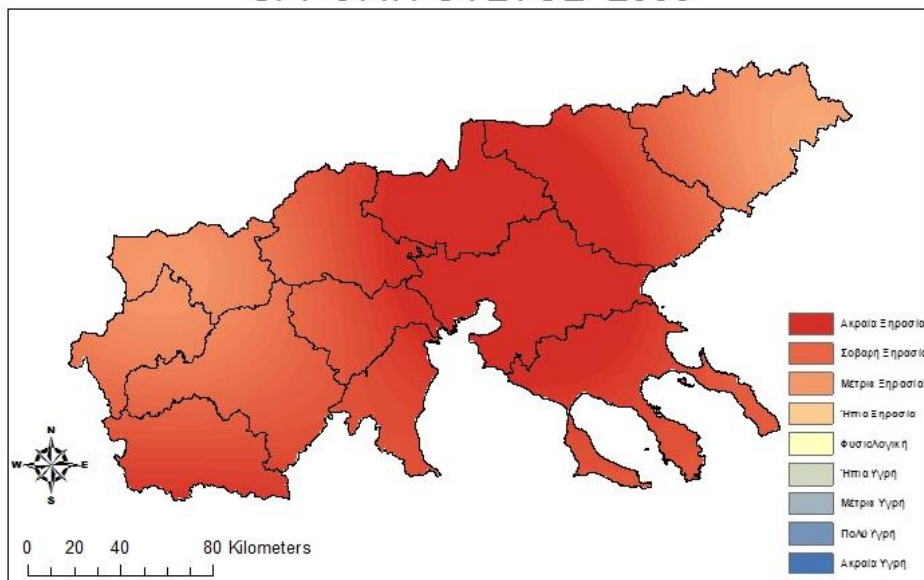 Ακραία Ξηρασία
Σοβαρή Ξηρασία
Μέτρια Ξηρασία
Ήπια Ξηρασία
Φυσιολογική
Ήπια Υγρή
Μέτρια Υγρή
Πολύ Υγρή
Ακραία Υγρή
N
W E
S
0 20 40 80 Kilometers